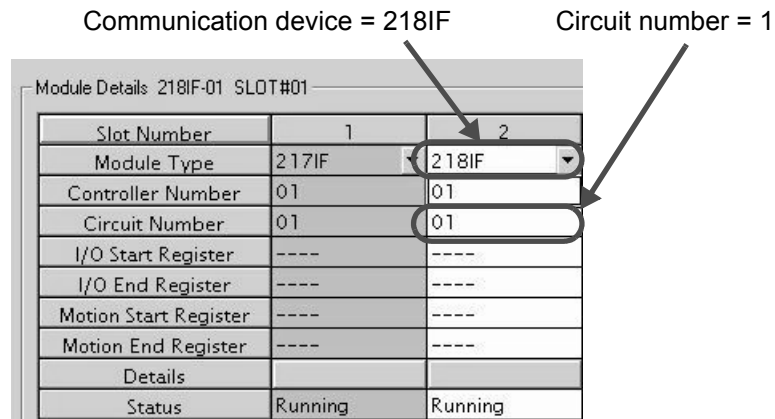 Communication device = 218IF Circuit number = 1
Module Details 218IF-01 SLOT#01
Slot Number 1 2
Module Type 217IF 218IF
Controller Number 01 01
Circuit Number 01 01
I/O Start Register ---- ----
I/O End Register ---- ----
Motion Start Register ---- ----
Motion End Register ---- ----
Details
Status Running Running